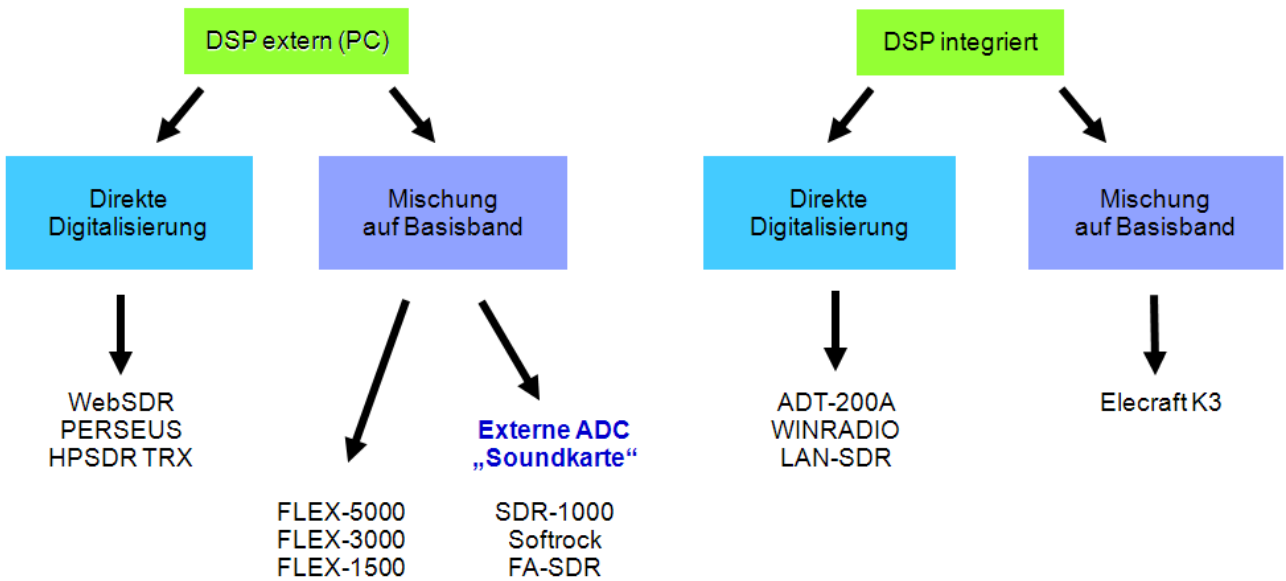 DSP extern (PC)
DSP integriert
Direkte
Digitalisierung
Mischung
auf Basisband
Direkte
Digitalisierung
Mischung
auf Basisband
WebSDR
PERSEUS
HPSDR TRX
FLEX-5000
FLEX-3000
FLEX-1500
Externe ADC
„Soundkarte“
SDR-1000
Softrock
FA-SDR
ADT-200A
WINRADIO
LAN-SDR
Elecraft K3